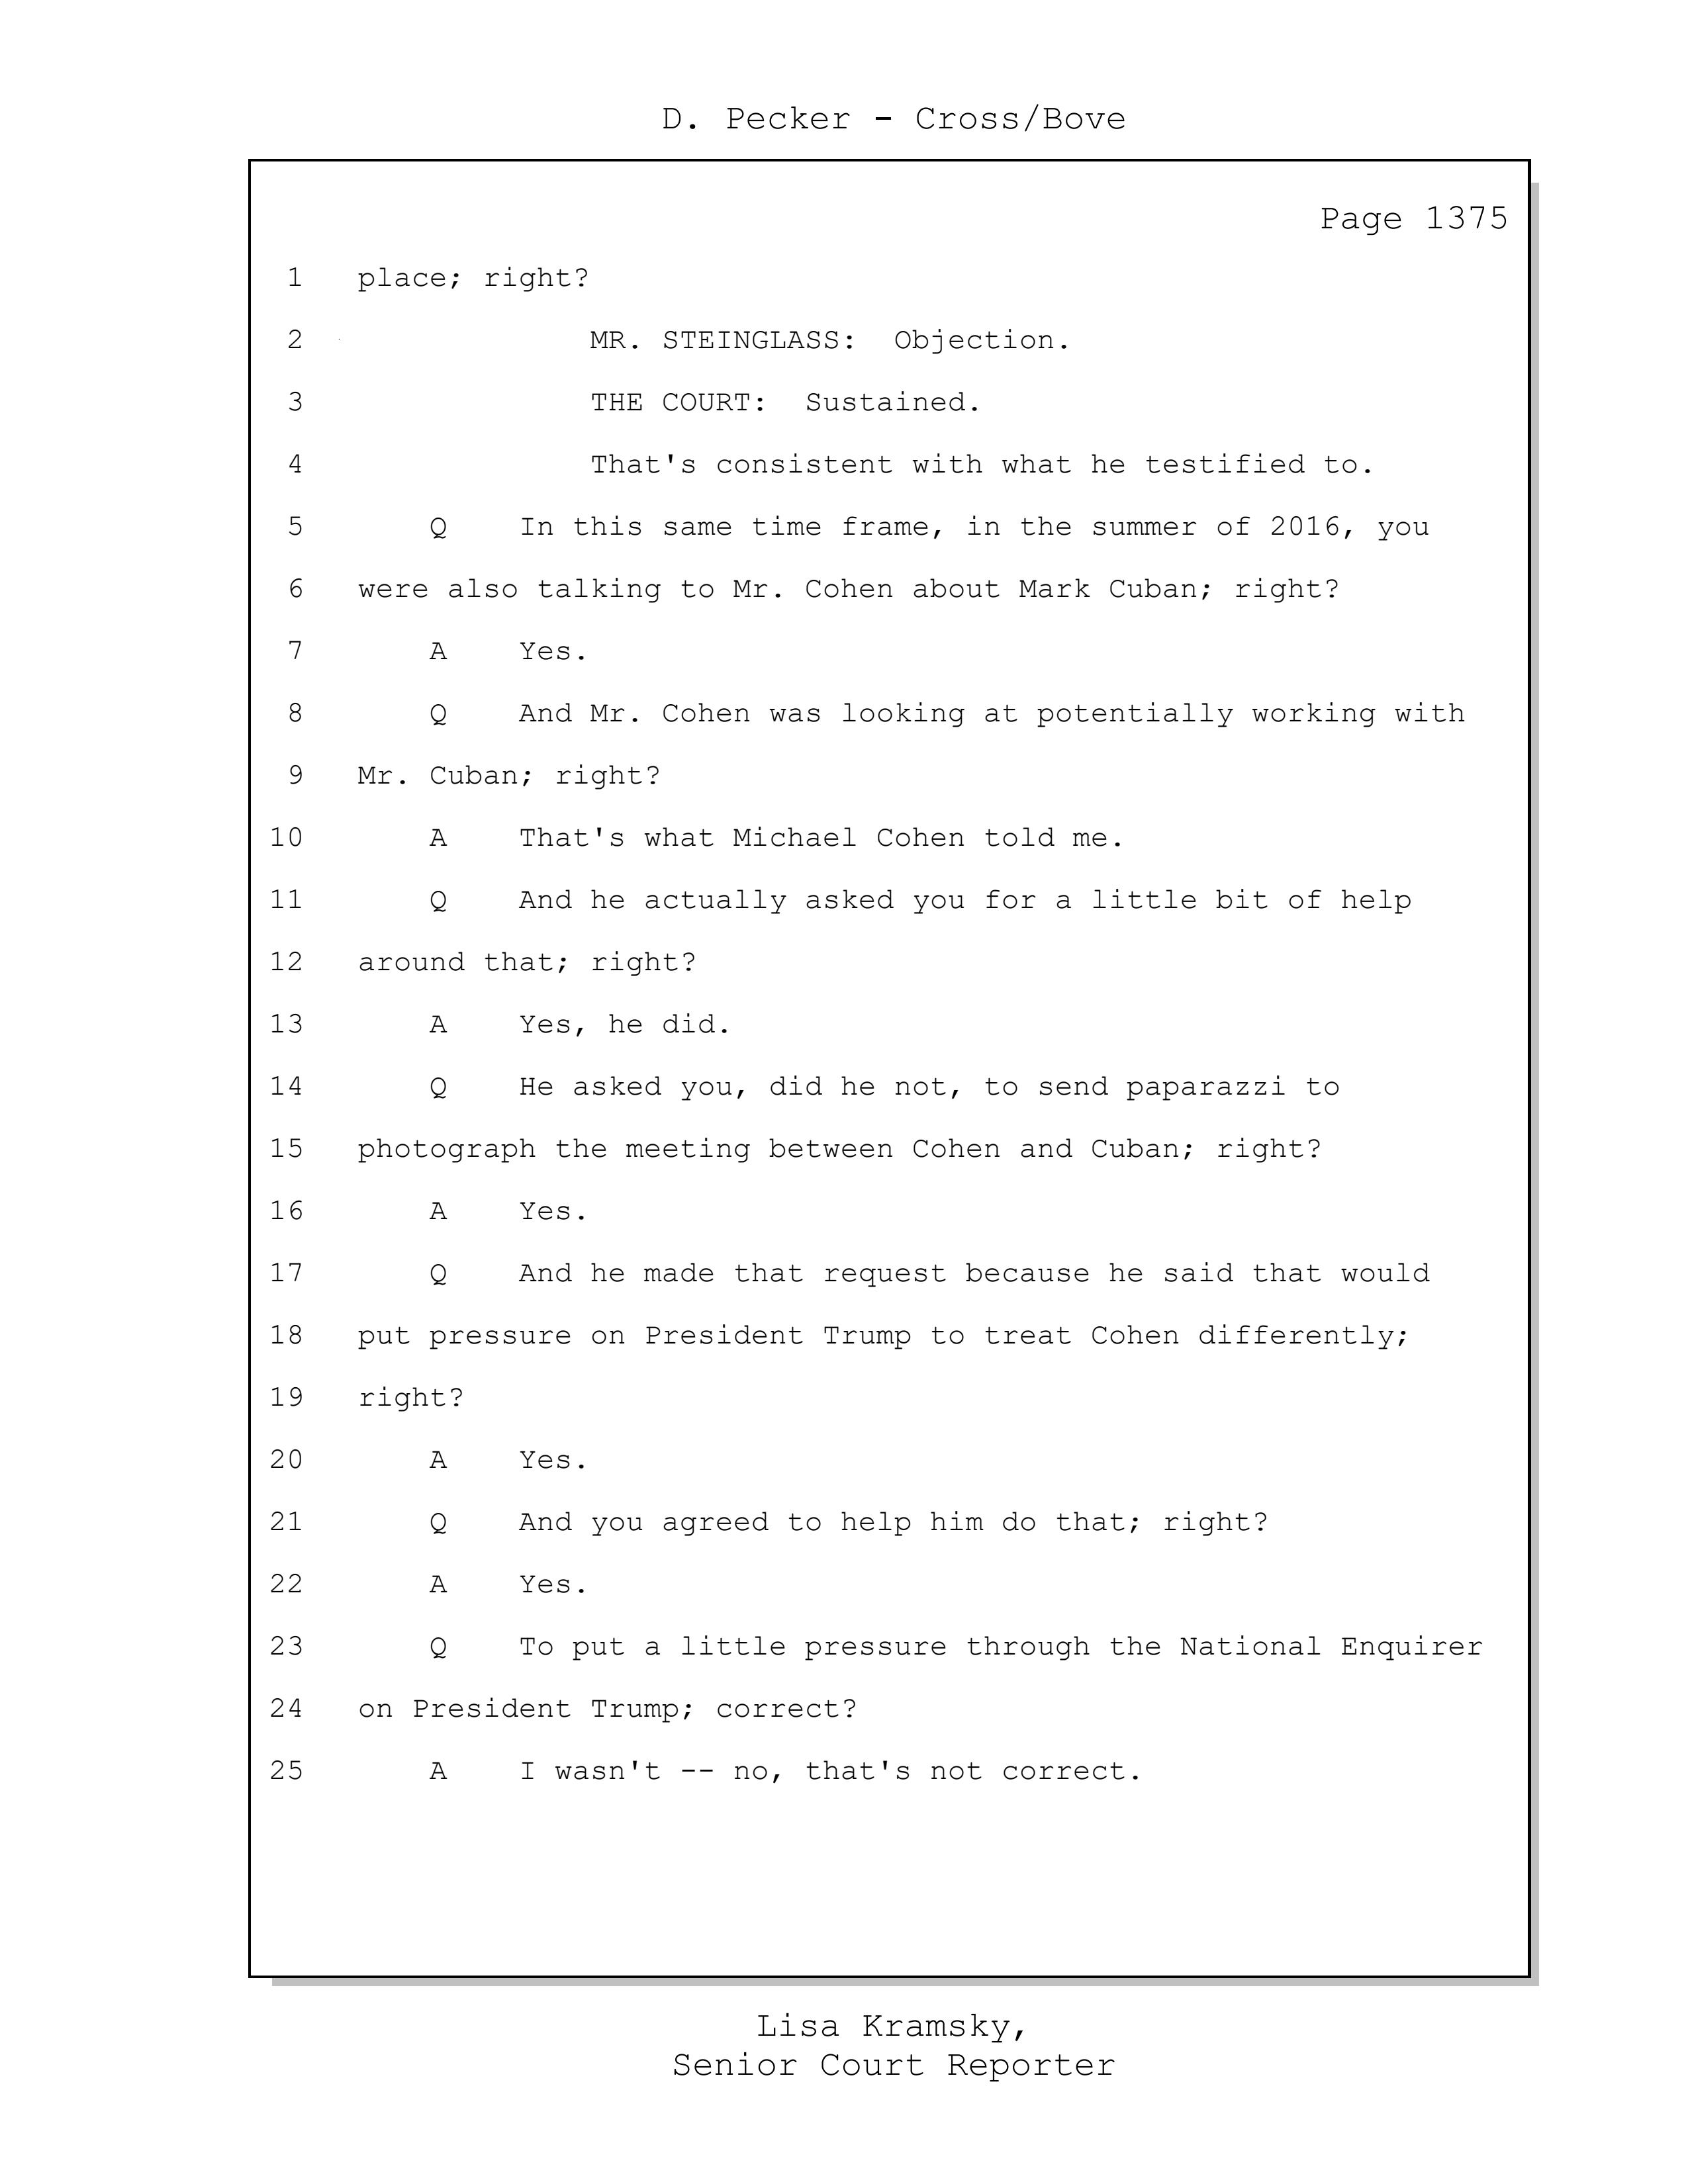 D. Pecker - Cross/Bove
Page 1375
1 place; right?
2 MR. STEINGLASS: Objection.
3 THE COURT: Sustained.
4 That's consistent with what he testified to.
5 Q In this same time frame, in the summer of 2016, you
6 were also talking to Mr. Cohen about Mark Cuban; right?
7 A Yes.
8 Q And Mr. Cohen was looking at potentially working with
9 Mr. Cuban; right?
10 A That's what Michael Cohen told me.
11 Q And he actually asked you for a little bit of help
12 around that; right?
13 A Yes, he did.
14 Q He asked you, did he not, to send paparazzi to
15 photograph the meeting between Cohen and Cuban; right?
16 A Yes.
17 Q And he made that request because he said that would
18 put pressure on President Trump to treat Cohen differently;
19 right?
20 A Yes.
21 Q And you agreed to help him do that; right?
22 A Yes.
23 Q To put a little pressure through the National Enquirer
24 on President Trump; correct?
25 A I wasn't -- no, that's not correct.
Lisa Kramsky,
Senior Court Reporter